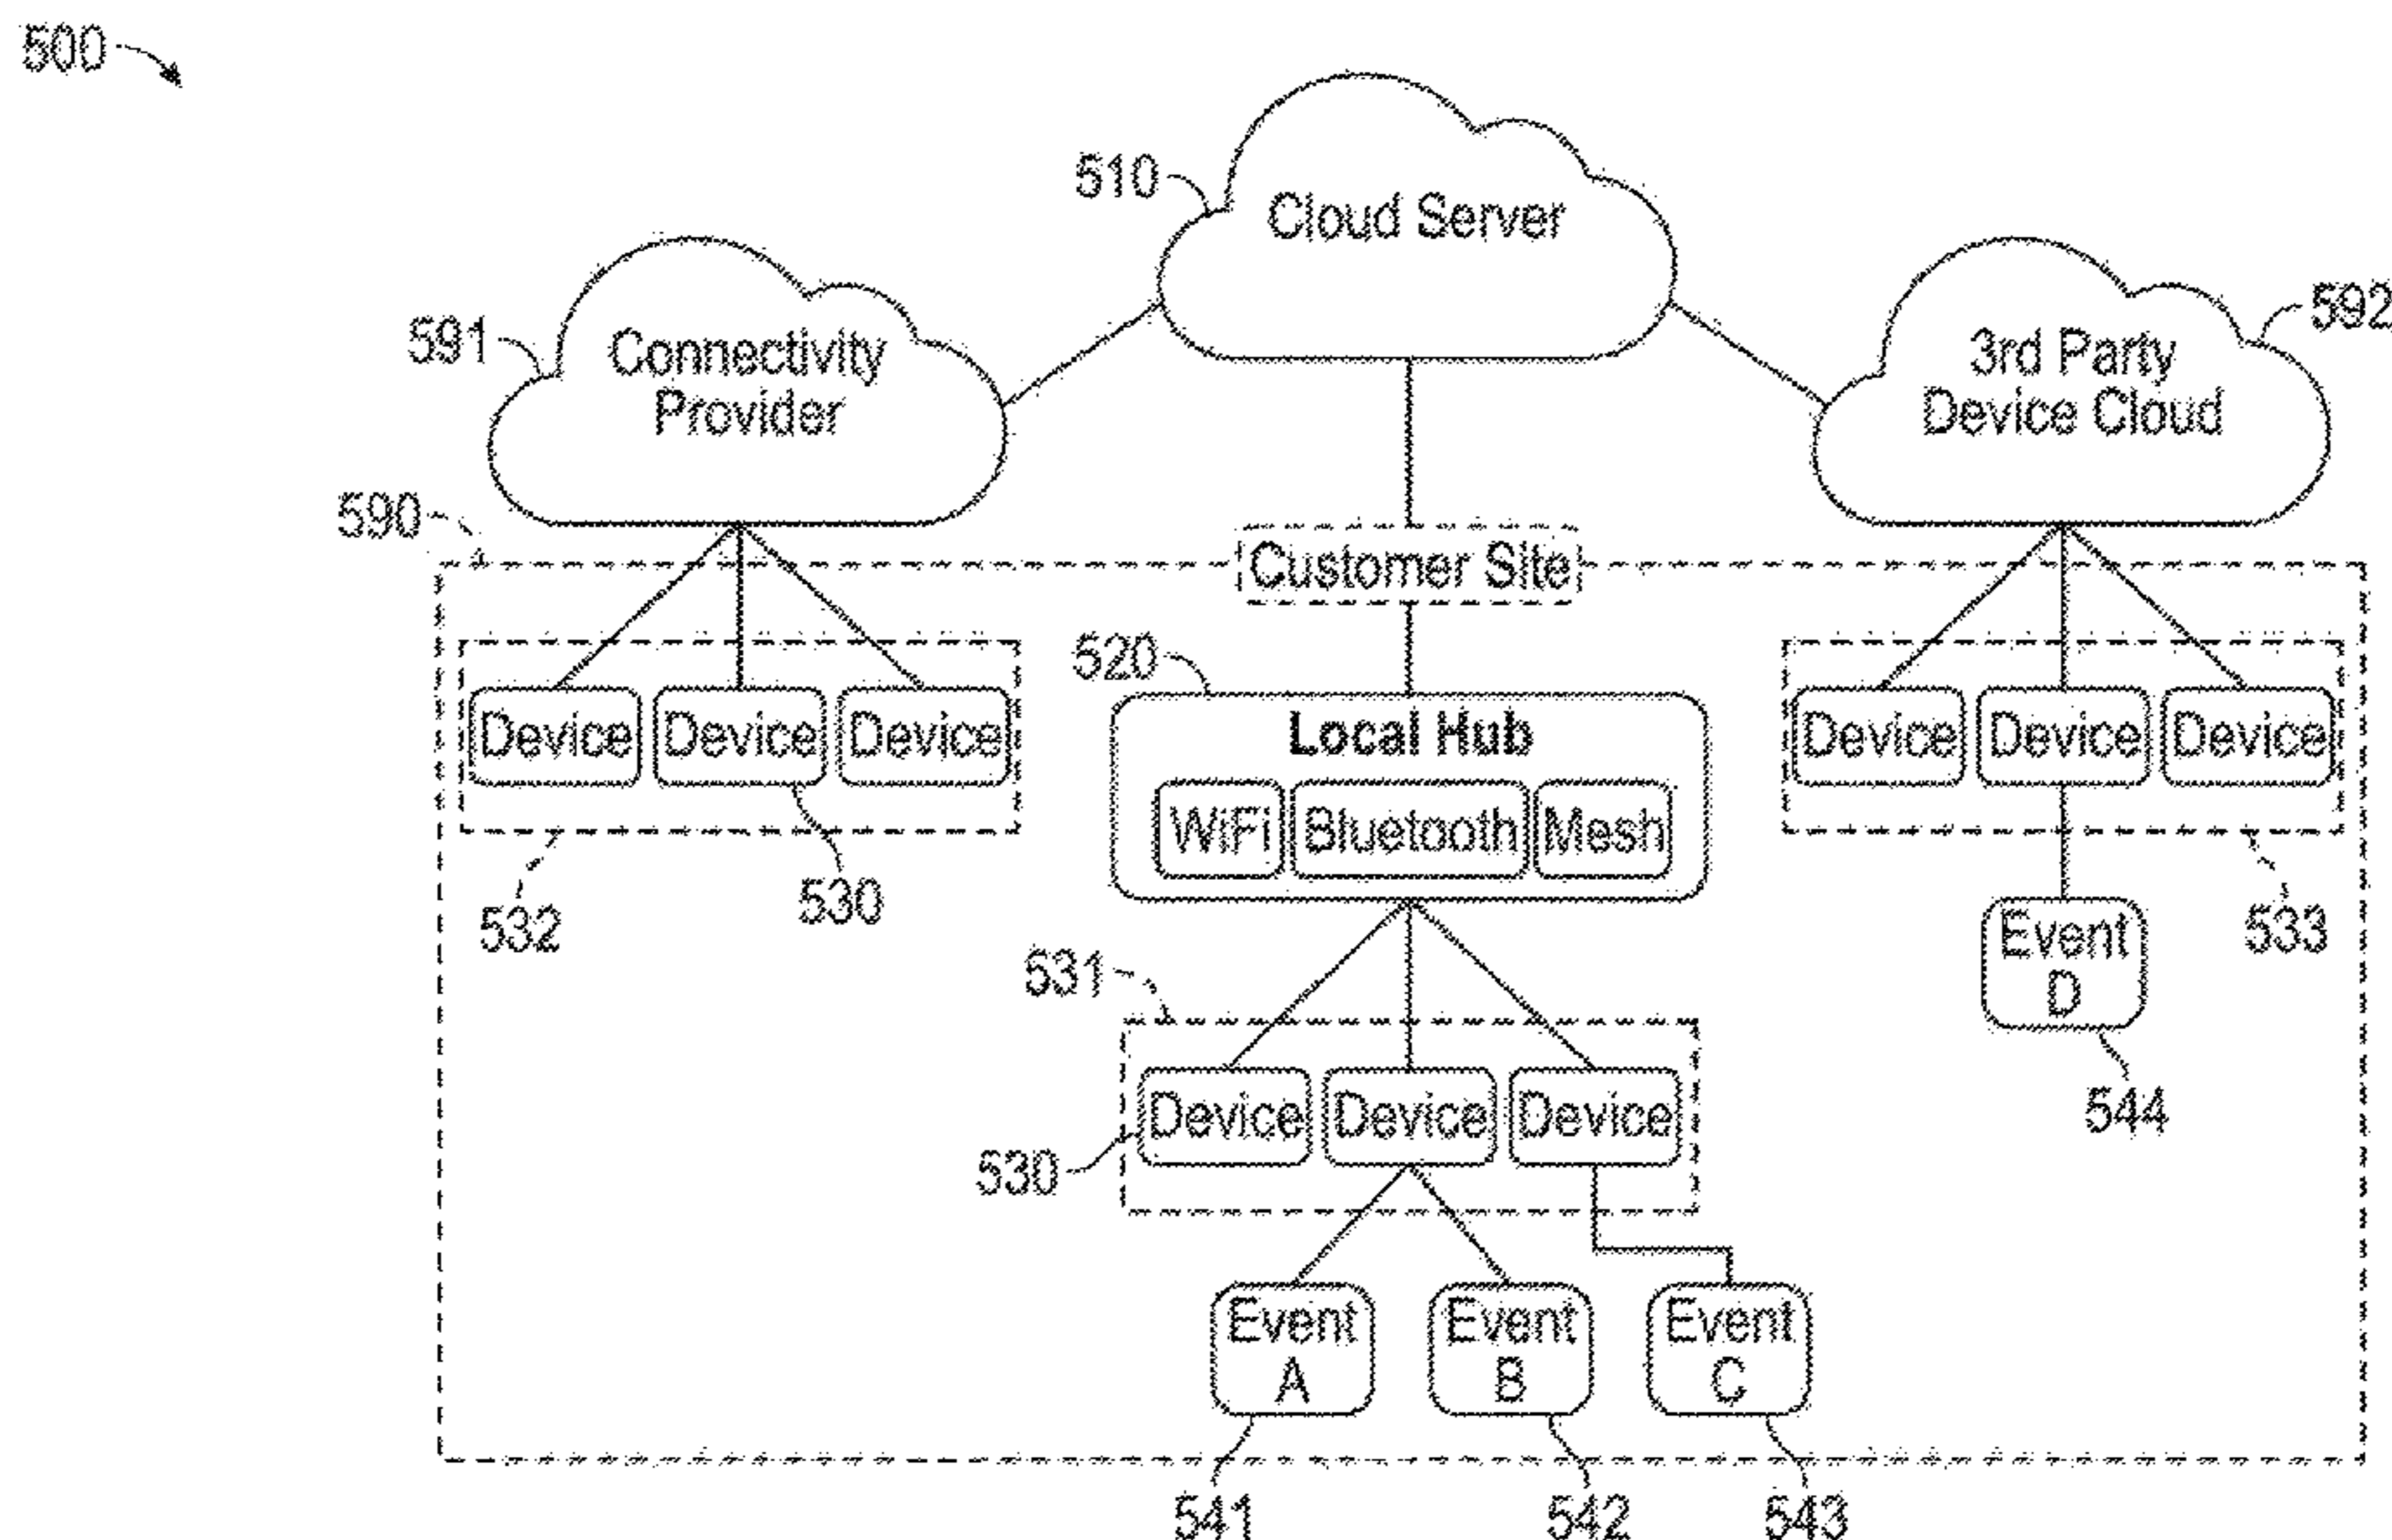 500
510
Cloud Server
591
Connectivity
Provider
592
3rd Party
Device Cloud
590
Customer Site
520
Local Hub
WiFi Bluetooth Mesh
Device Device Device
Device Device Device
532
530
533
Event
D
544
531
Device Device Device
530
Event
A
Event
B
Event
C
541
542
543